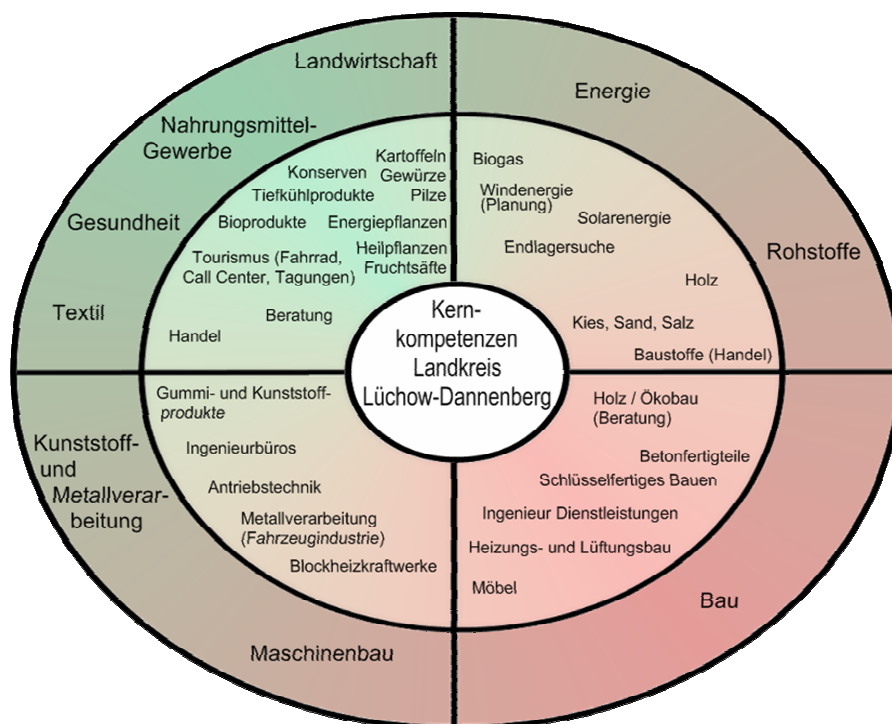 Landwirtschaft
Nahrungsmittel-
Gewerbe
Gesundheit
Textil
Kartoffeln
Gewürze
Pilze
Konserven
Tiefkühlprodukte
Bioprodukte
Energiepflanzen
Heilpflanzen
Fruchtsäfte
Tourismus (Fahrrad,
Call Center, Tagungen)
Beratung
Handel
Energie
Rohstoffe
Biogas
Windenergie
(Planung)
Solarenergie
Endlagersuche
Holz
Kies, Sand, Salz
Baustoffe (Handel)
Kern-
kompetenzen
Landkreis
Lüchow-Dannenberg
Kunststoff-
und
Metallverar-
beitung
Maschinenbau
Gummi- und Kunststoff-
produkte
Ingenieurbüros
Antriebstechnik
Metallverarbeitung
(Fahrzeugindustrie)
Blockheizkraftwerke
Holz / Ökobau
(Beratung)
Betonfertigteile
Schlüsselfertiges Bauen
Ingenieur Dienstleistungen
Heizungs- und Lüftungsbau
Möbel
Bau